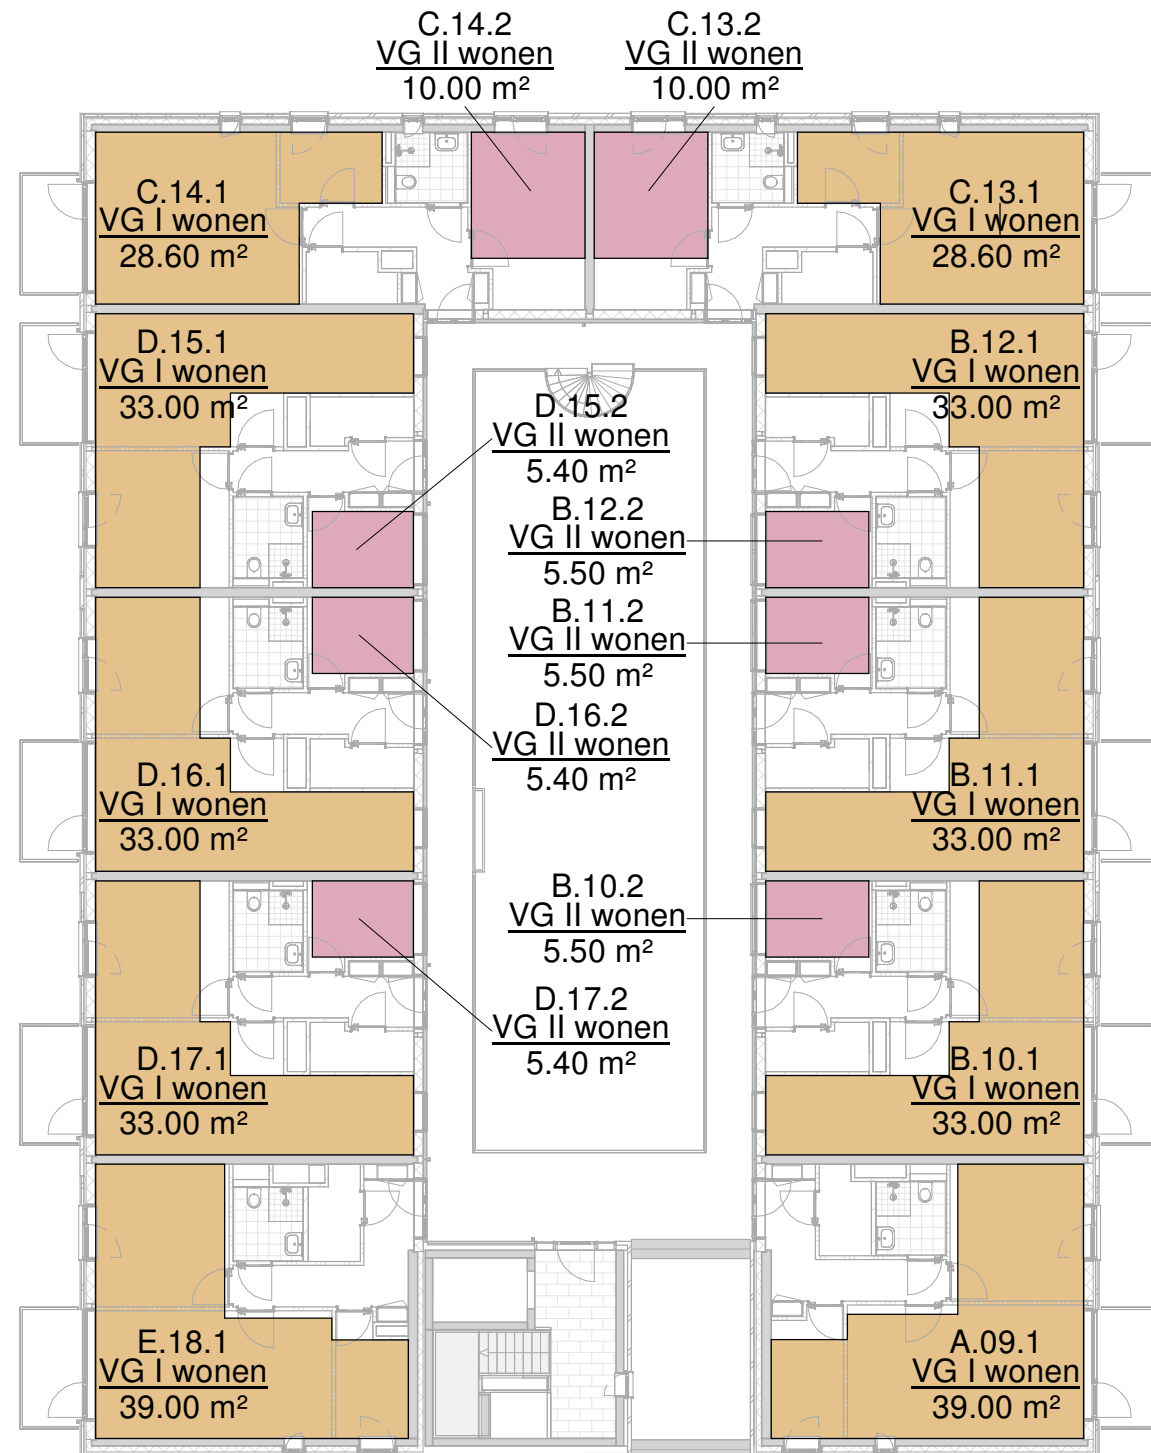 C.14.2
VG II wonen
10.00 m²
C.13.2
VG II wonen
10.00 m²
C.14.1
VG I wonen
28.60 m²
C.13.1
VG I wonen
28.60 m²
D.15.1
VG I wonen
33.00 m²
B.12.1
VG I wonen
33.00 m²
D.15.2
VG II wonen
5.40 m²
B.12.2
VG II wonen
5.50 m²
B.11.2
VG II wonen
5.50 m²
D.16.2
VG II wonen
5.40 m²
D.16.1
VG I wonen
33.00 m²
B.11.1
VG I wonen
33.00 m²
B.10.2
VG II wonen
5.50 m²
D.17.2
VG II wonen
5.40 m²
D.17.1
VG I wonen
33.00 m²
B.10.1
VG I wonen
33.00 m²
E.18.1
VG I wonen
39.00 m²
A.09.1
VG I wonen
39.00 m²